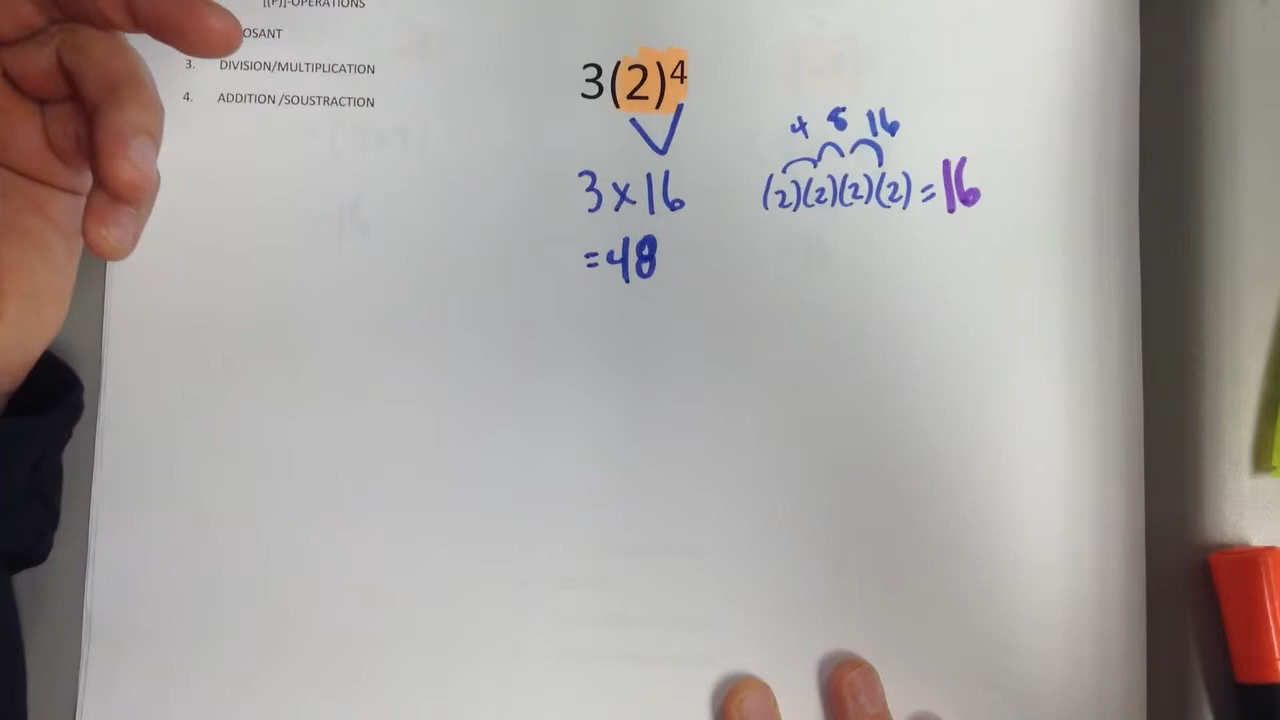 [(P)]-OPERATIONS
OSANT
3. DIVISION/MULTIPLICATION
4. ADDITION /SOUSTRACTION
3(2)⁴
4 8 16
3 x 16
(2)(2)(2)(2) = 16
= 48